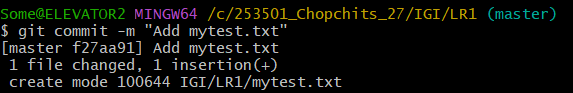 Some@ELEVATOR2 MINGW64 /c/253501_Chopchits_27/IGI/LR1 (master)
$ git commit -m "Add mytest.txt"
[master f27aa91] Add mytest.txt
 1 file changed, 1 insertion(+)
 create mode 100644 IGI/LR1/mytest.txt